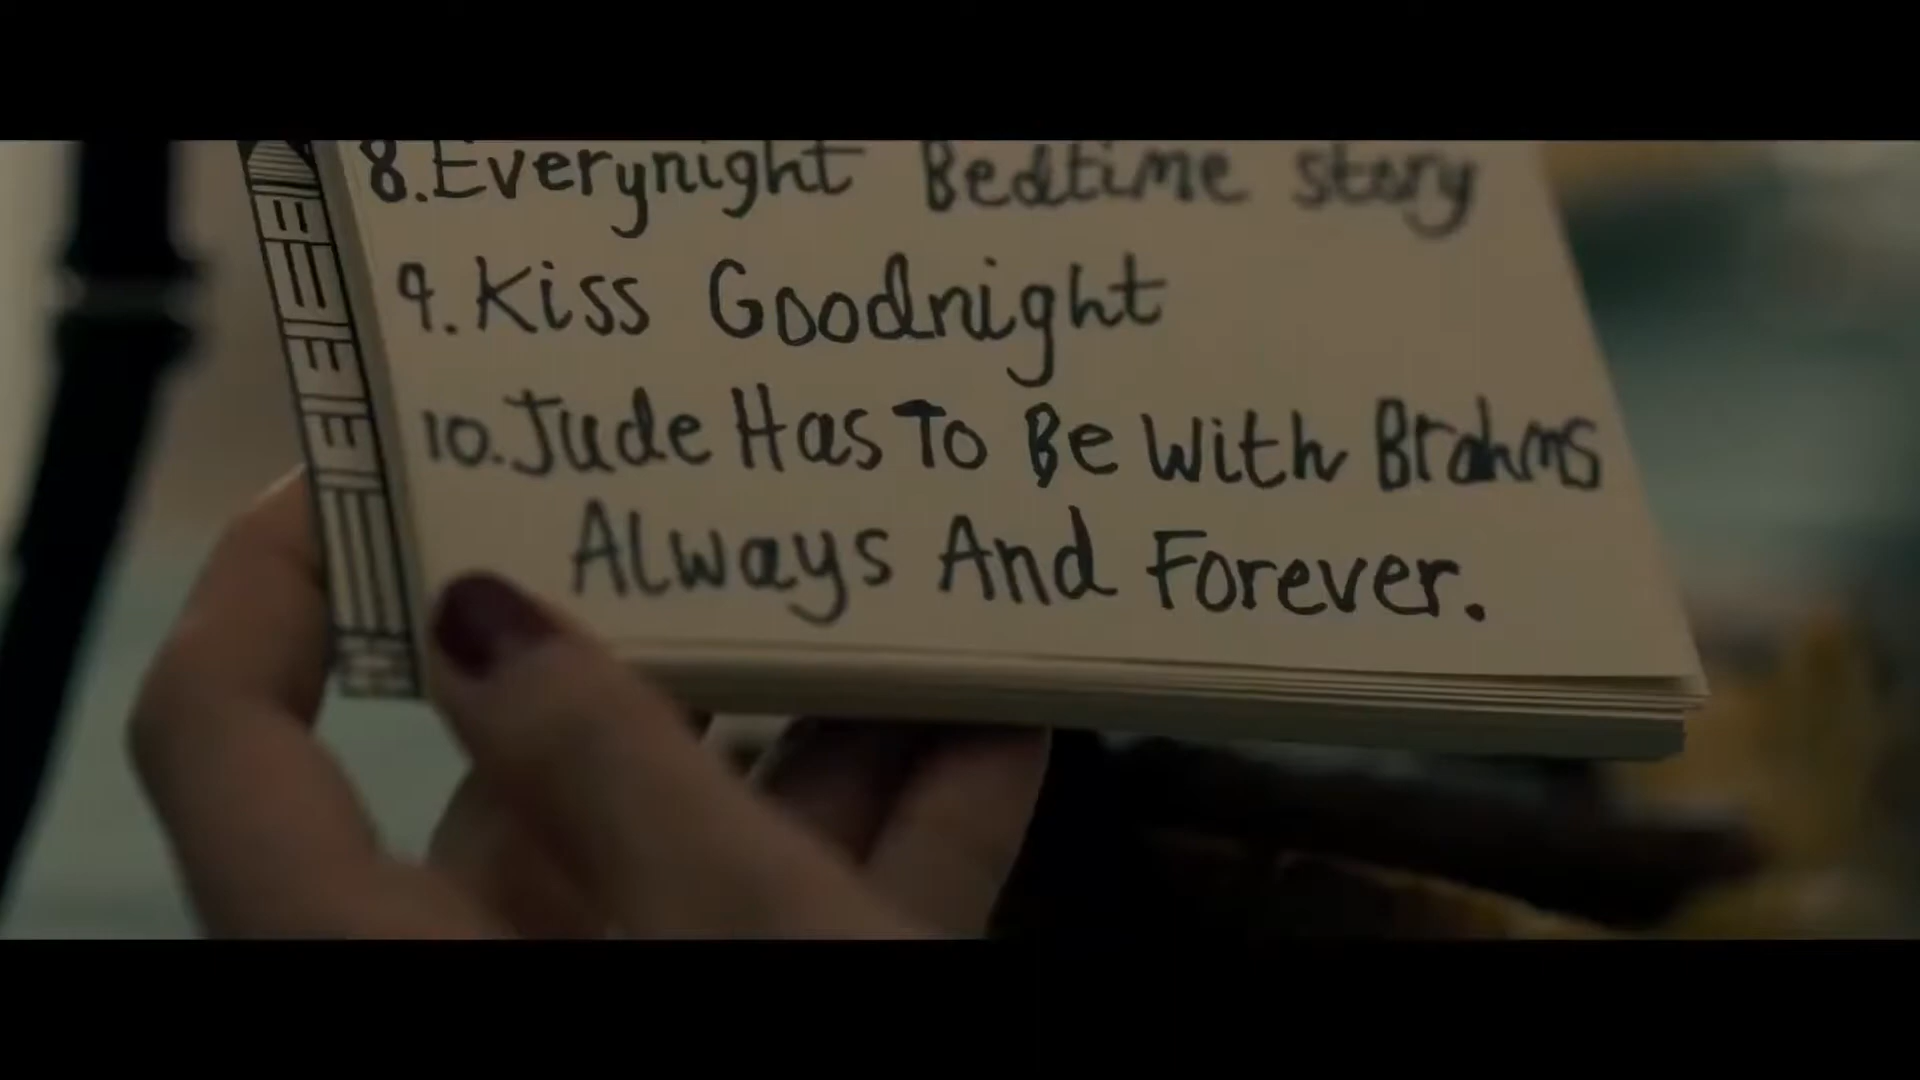 8. Everynight Bedtime story
9. Kiss Goodnight
10. Jude Has To Be With Brahms
Always And Forever.